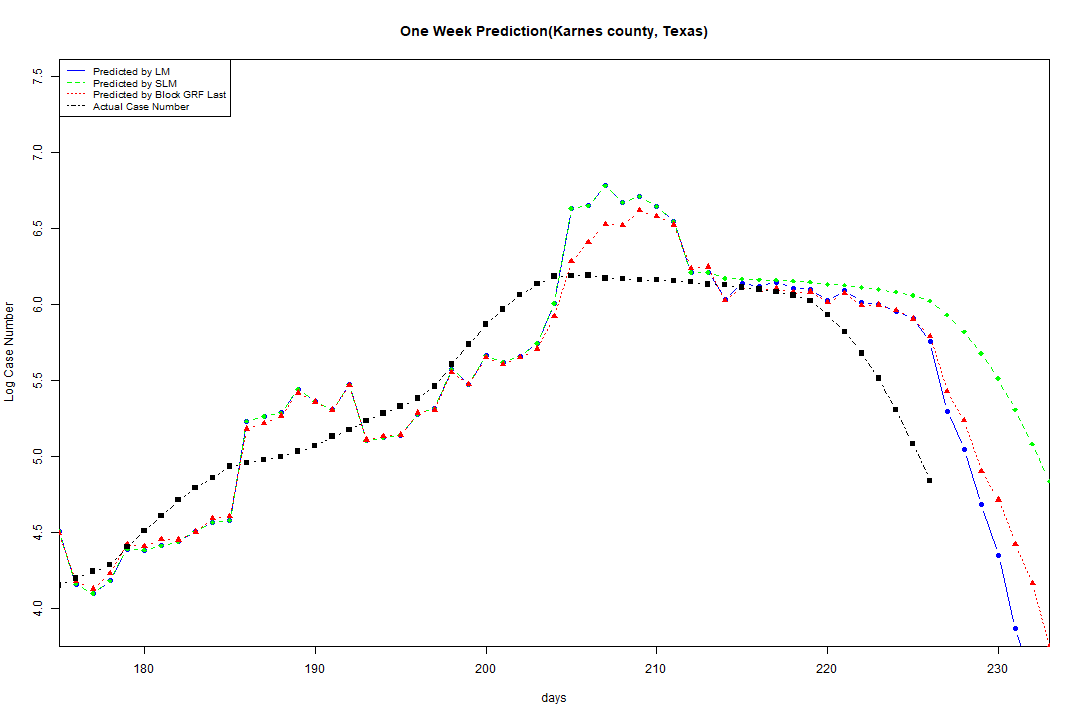 One Week Prediction(Karnes county, Texas)
Predicted by LM
Predicted by SLM
Predicted by Block GRF Last
Actual Case Number
7.5
7.0
6.5
6.0
5.5
5.0
4.5
4.0
Log Case Number
180 190 200 210 220 230
days